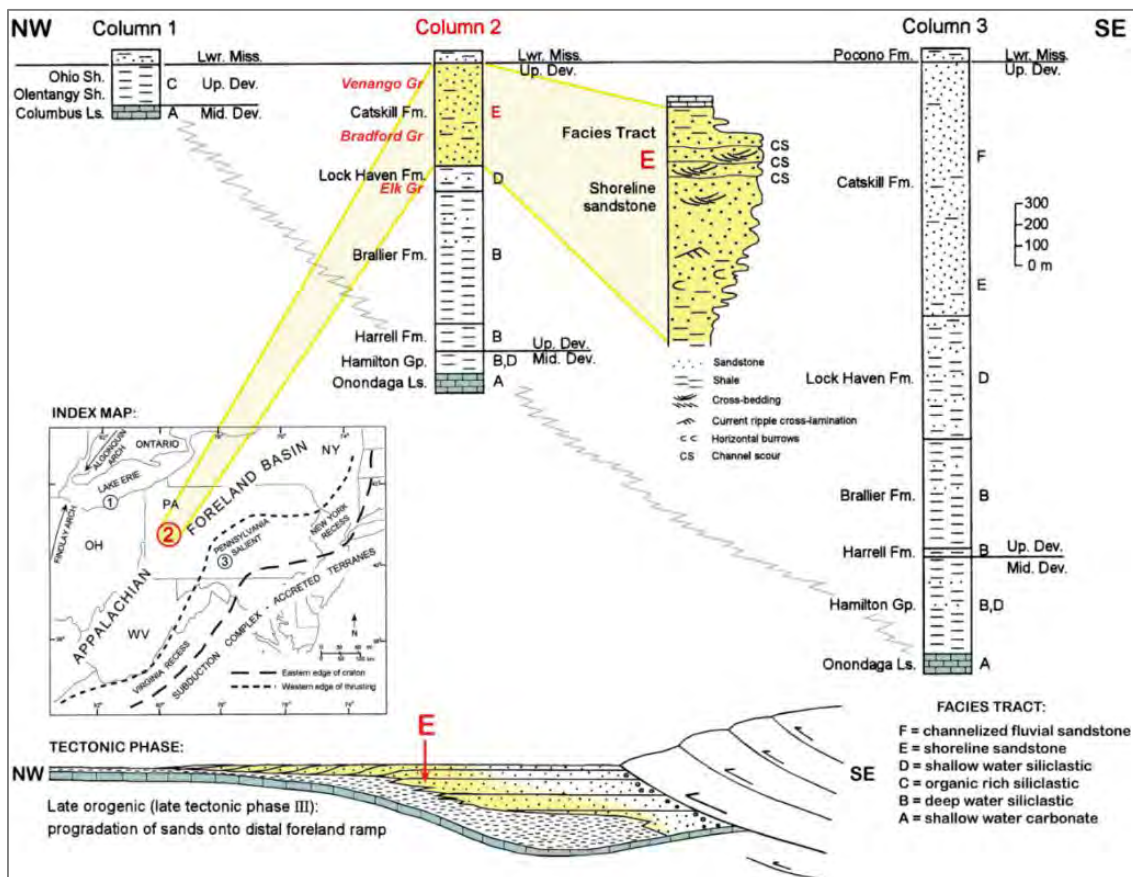 NW
Column 1
Column 2
Column 3
SE
Lwr. Miss.
Ohio Sh.
Olentangy Sh.
C
Up. Dev.
Columbus Ls.
A
Mid. Dev.
Lwr. Miss.
Up. Dev.
Venango Gr
Catskill Fm.
E
Bradford Gr
Lock Haven Fm.
D
Elk Gr
Brallier Fm.
B
Harrell Fm.
B
Up. Dev.
Mid. Dev.
Hamilton Gp.
B,D
Onondaga Ls.
A
Facies Tract
E
Shoreline
sandstone
CS
CS
CS
Sandstone
Shale
Cross-bedding
Current ripple cross-lamination
Horizontal burrows
CS
Channel scour
Pocono Fm.
Lwr. Miss.
Up. Dev.
F
Catskill Fm.
E
300
200
100
0 m
Lock Haven Fm.
D
Brallier Fm.
B
Harrell Fm.
B
Up. Dev.
Mid. Dev.
Hamilton Gp.
B,D
Onondaga Ls.
A
INDEX MAP:
ALGONQUIN
ARCH
ONTARIO
LAKE ERIE
1
FINDLAY ARCH
OH
PA
2
NY
APPALACHIAN
FORELAND BASIN
PENNSYLVANIA
SALIENT
3
NEW YORK
RECESS
WV
VIRGINIA RECESS
SUBDUCTION COMPLEX
ACCRETED TERRANES
N
Eastern edge of craton
Western edge of thrusting
TECTONIC PHASE:
NW
E
SE
Late orogenic (late tectonic phase III):
progradation of sands onto distal foreland ramp
FACIES TRACT:
F = channelized fluvial sandstone
E = shoreline sandstone
D = shallow water siliclastic
C = organic rich siliclastic
B = deep water siliclastic
A = shallow water carbonate